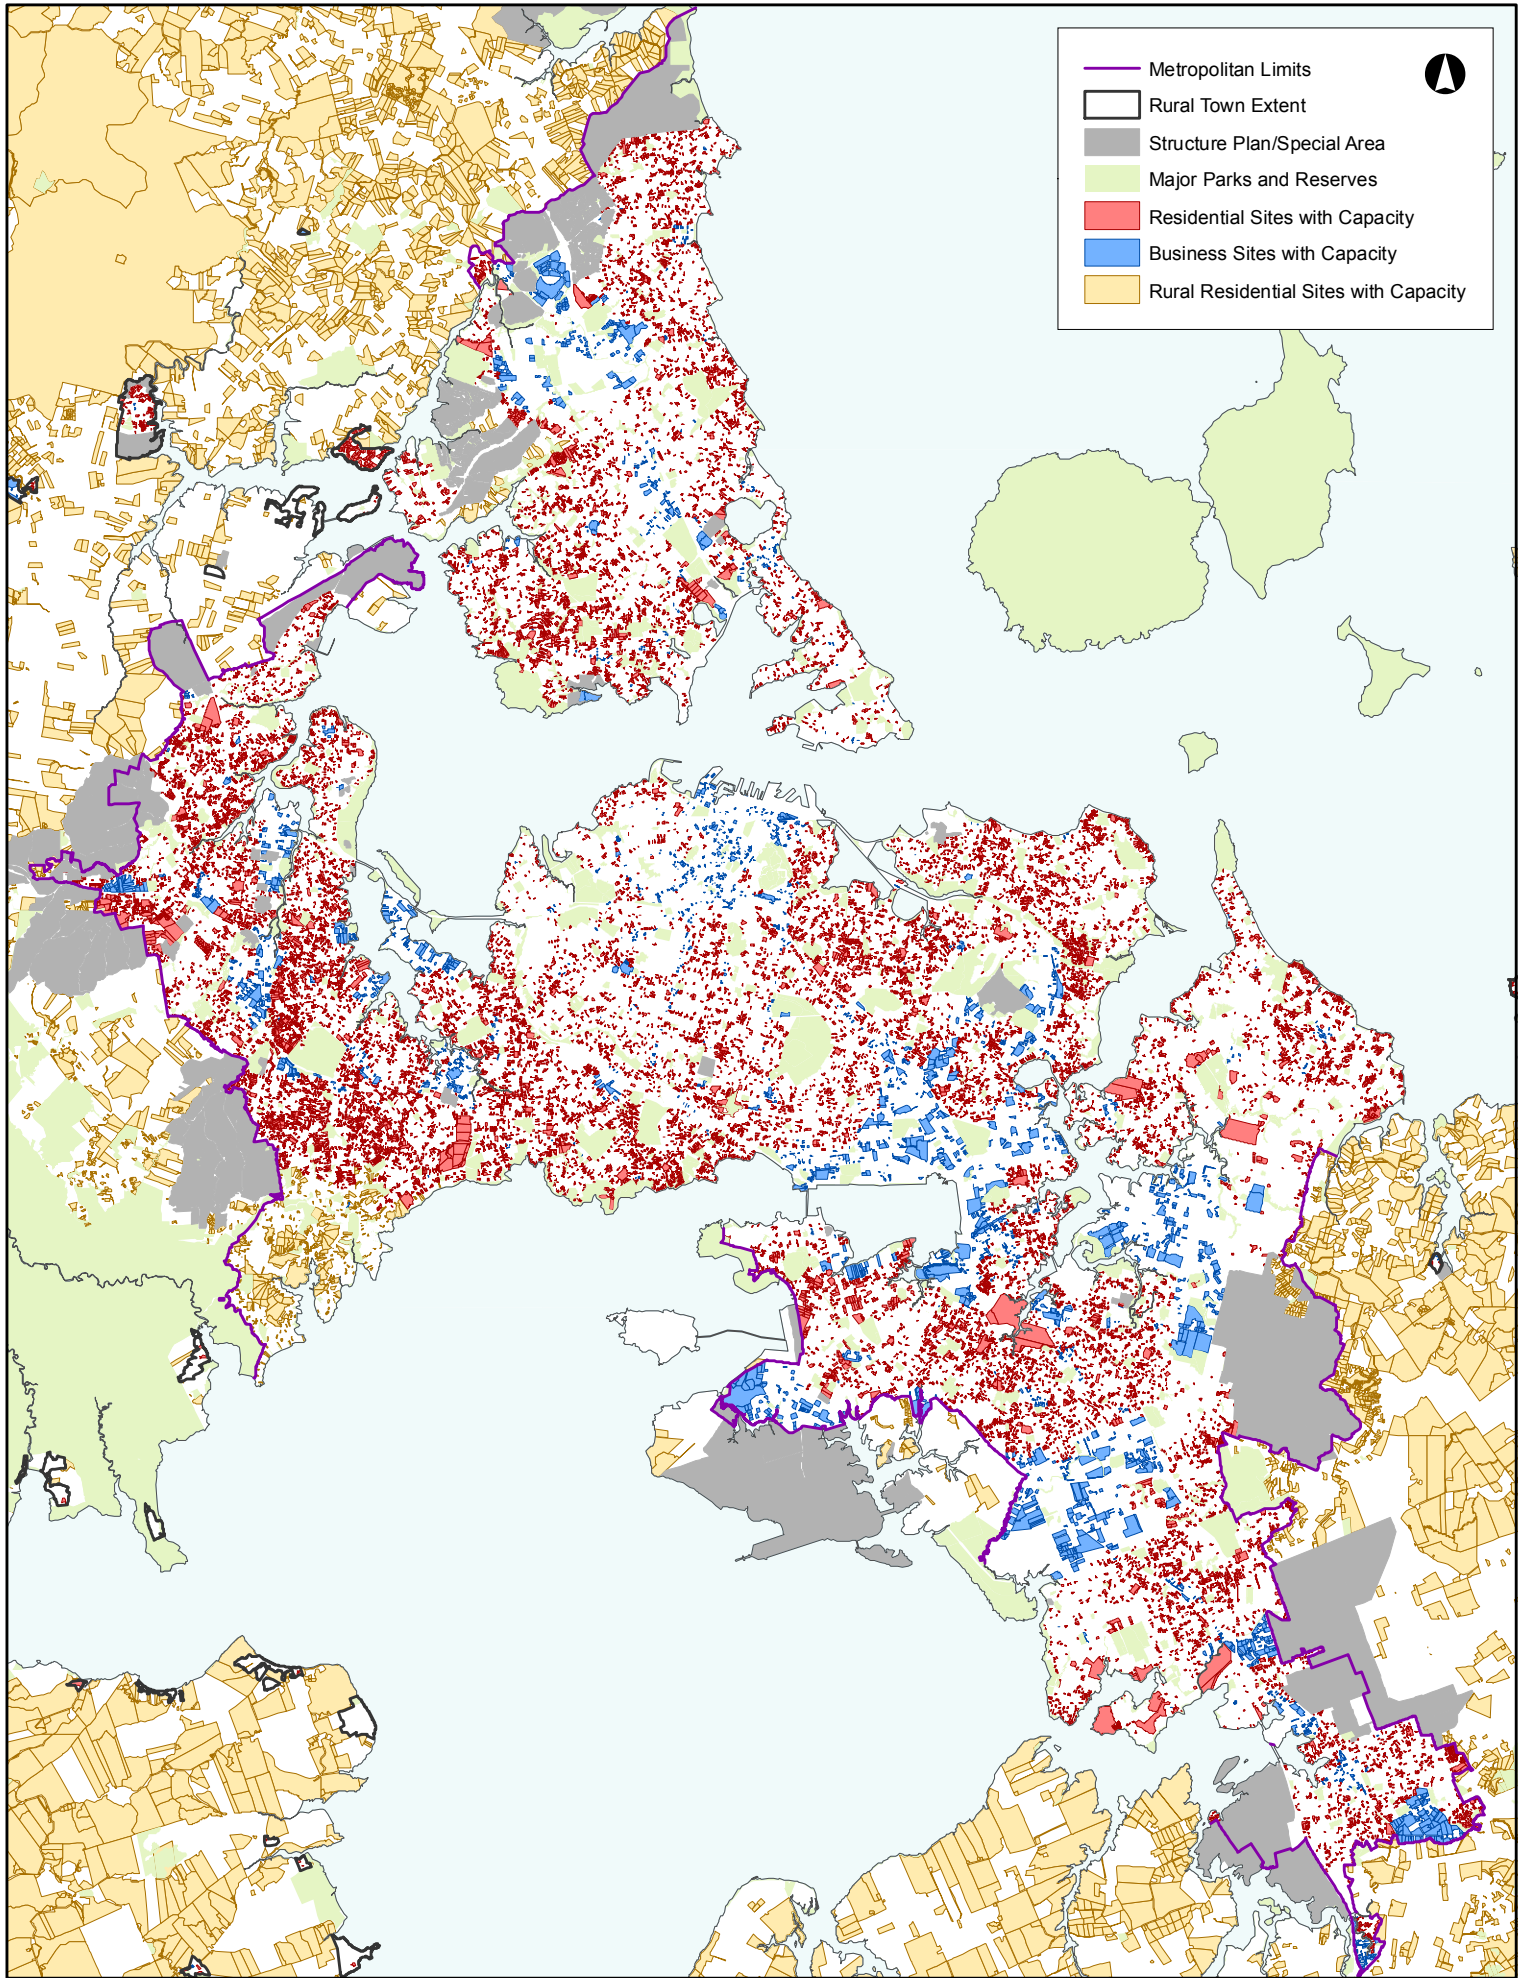 Metropolitan Limits
Rural Town Extent
Structure Plan/Special Area
Major Parks and Reserves
Residential Sites with Capacity
Business Sites with Capacity
Rural Residential Sites with Capacity